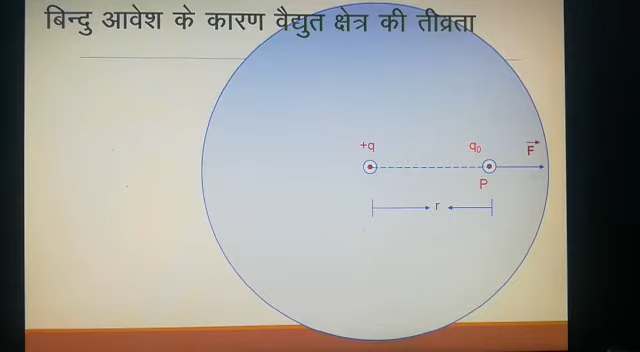 बिन्दु आवेश के कारण वैद्युत क्षेत्र की तीव्रता
+q q₀ F⃗
P
r